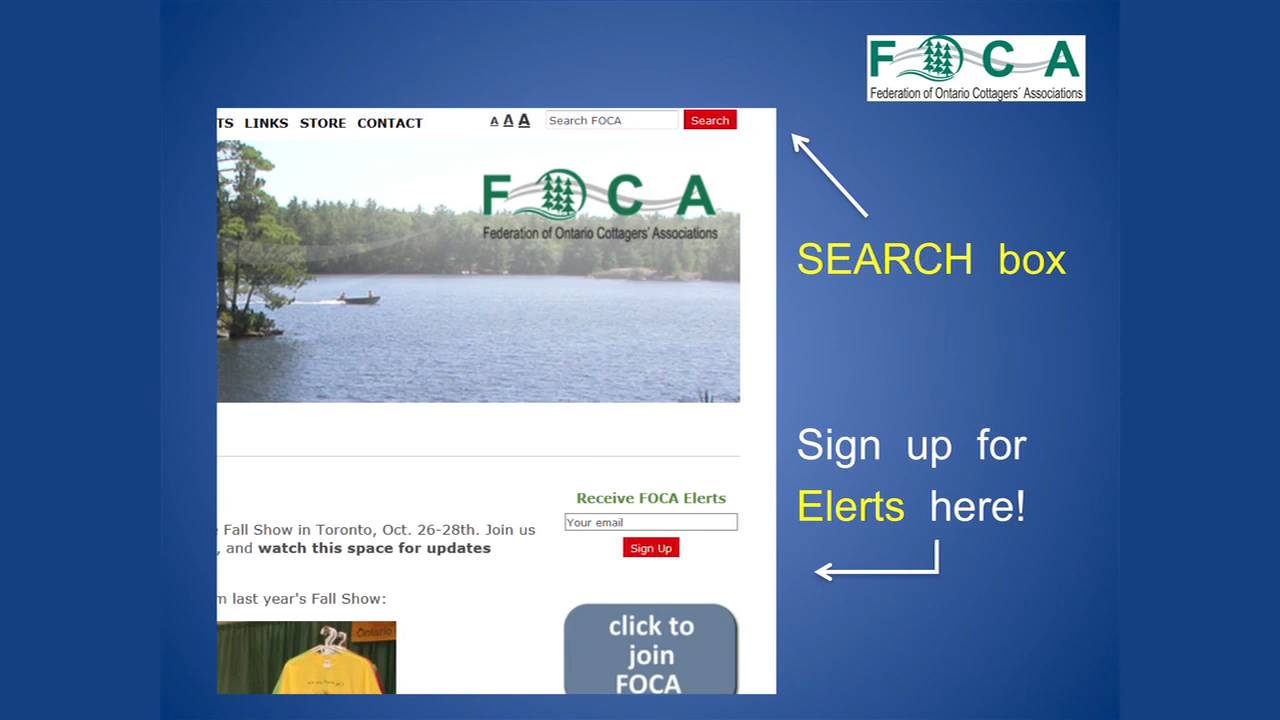 F O C A
Federation of Ontario Cottagers' Associations
TS LINKS STORE CONTACT
A A A
Search FOCA
Search
F O C A
Federation of Ontario Cottagers' Associations
SEARCH box
Sign up for
Elerts here!
Receive FOCA Elerts
Your email
Sign Up
Fall Show in Toronto, Oct. 26-28th. Join us
, and watch this space for updates
m last year's Fall Show:
Ontario
click to
join
FOCA